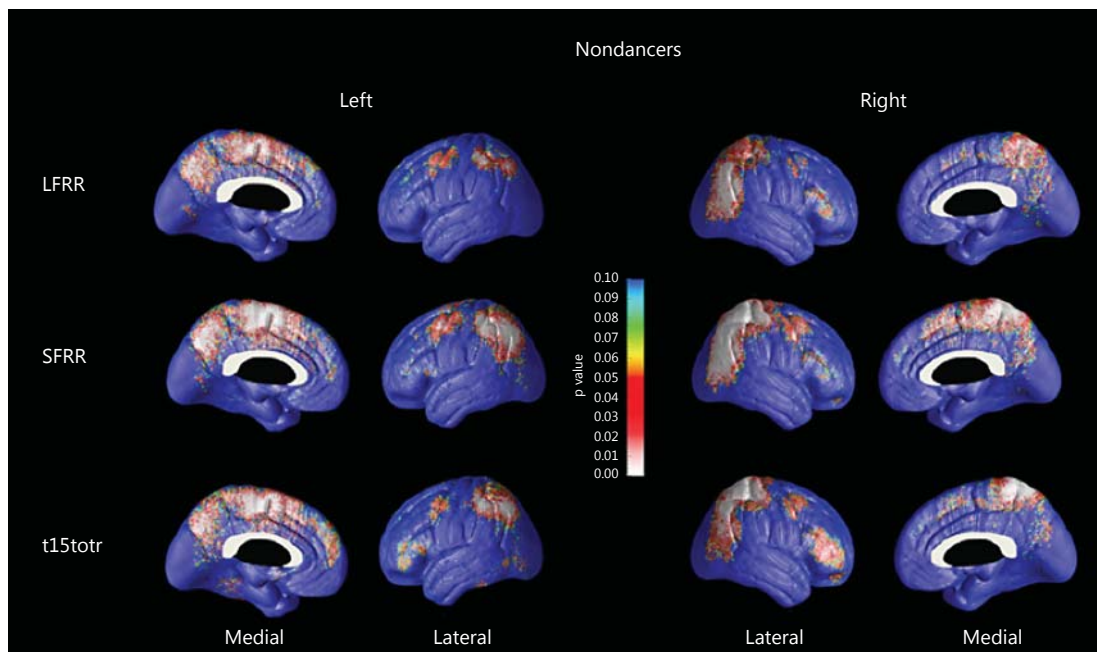 Nondancers
Left Right
LFRR
SFRR
0.10
0.09
0.08
0.07
0.06
0.05
0.04
0.03
0.02
0.01
0.00
p value
t15totr
Medial Lateral Lateral Medial